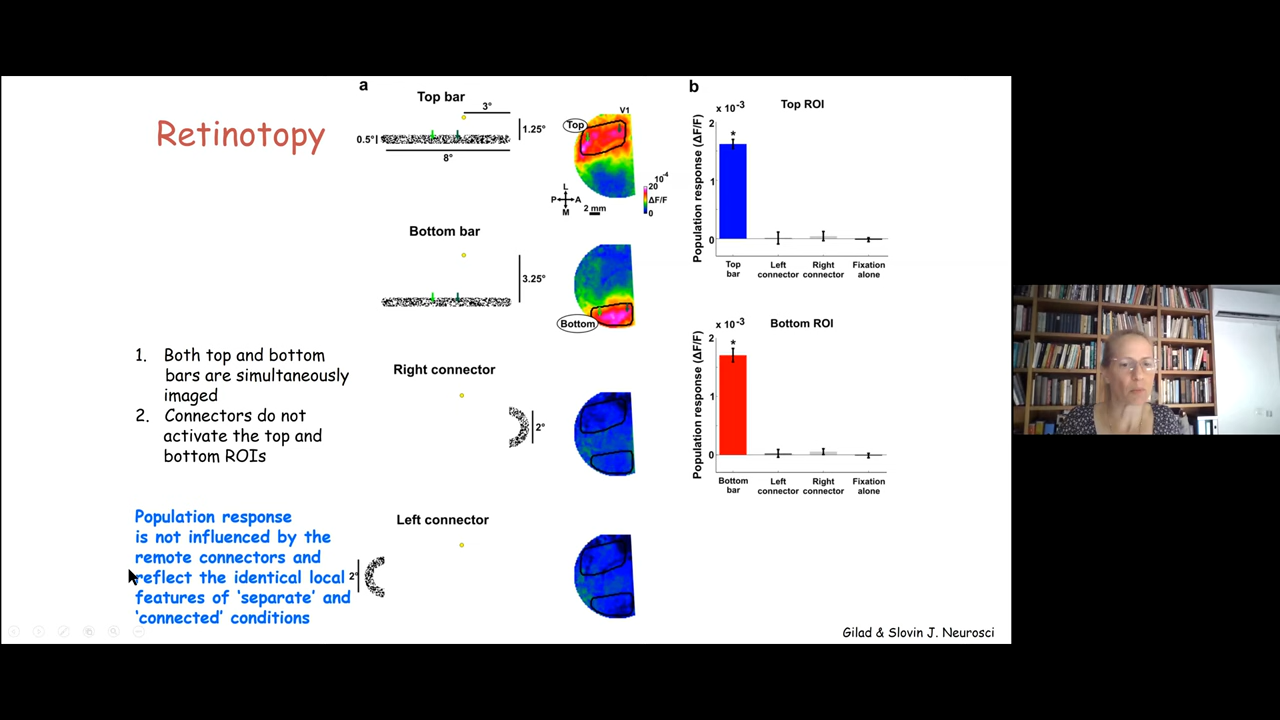 Retinotopy
1. Both top and bottom
bars are simultaneously
imaged
2. Connectors do not
activate the top and
bottom ROIs
Population response
is not influenced by the
remote connectors and
reflect the identical local
features of 'separate' and
'connected' conditions
a
Top bar
3°
1.25°
0.5°
8°
V1
Top
10⁻⁴
20
ΔF/F
0
L
P A
M
2 mm
Bottom bar
3.25°
Bottom
Right connector
2°
Left connector
2°
b
Top ROI
x 10⁻³
Population response (ΔF/F)
2
1
0
*
Top
bar
Left
connector
Right
connector
Fixation
alone
Bottom ROI
x 10⁻³
Population response (ΔF/F)
2
1
0
*
Bottom
bar
Left
connector
Right
connector
Fixation
alone
Gilad & Slovin J. Neurosci